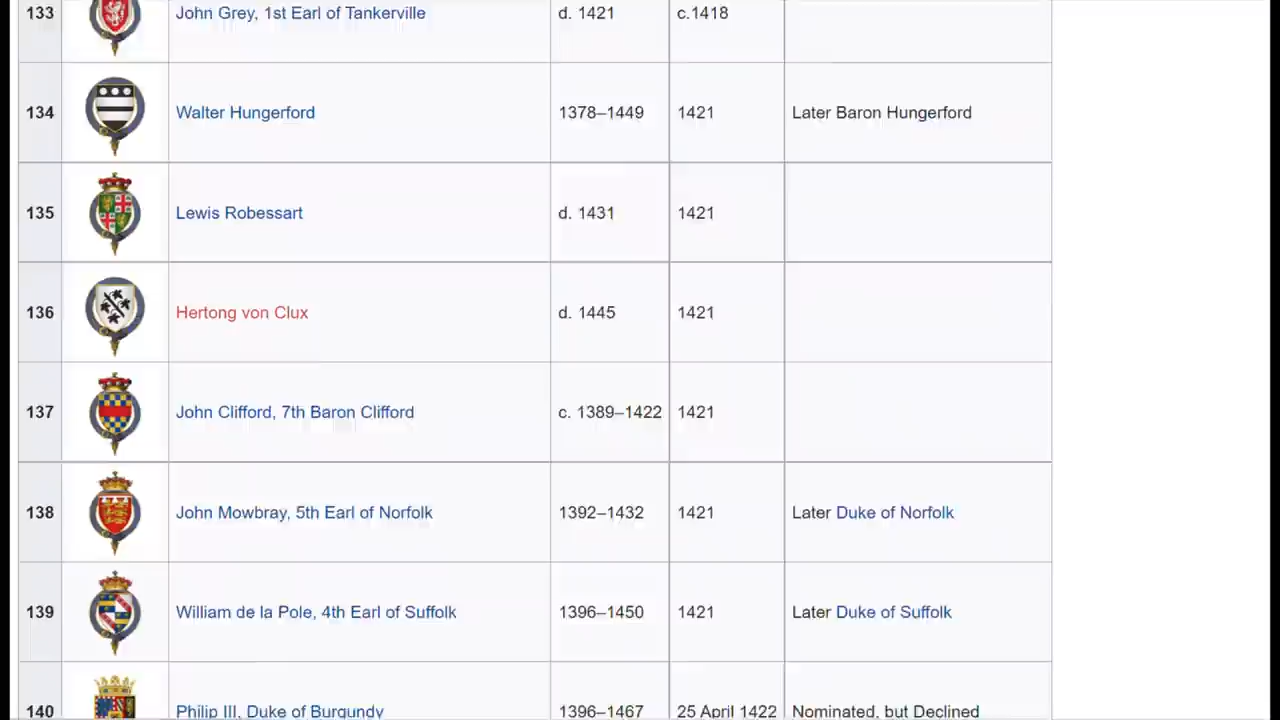 133 John Grey, 1st Earl of Tankerville d. 1421 c.1418
134 Walter Hungerford 1378–1449 1421 Later Baron Hungerford
135 Lewis Robessart d. 1431 1421
136 Hertong von Clux d. 1445 1421
137 John Clifford, 7th Baron Clifford c. 1389–1422 1421
138 John Mowbray, 5th Earl of Norfolk 1392–1432 1421 Later Duke of Norfolk
139 William de la Pole, 4th Earl of Suffolk 1396–1450 1421 Later Duke of Suffolk
140 Philip III, Duke of Burgundy 1396–1467 25 April 1422 Nominated, but Declined